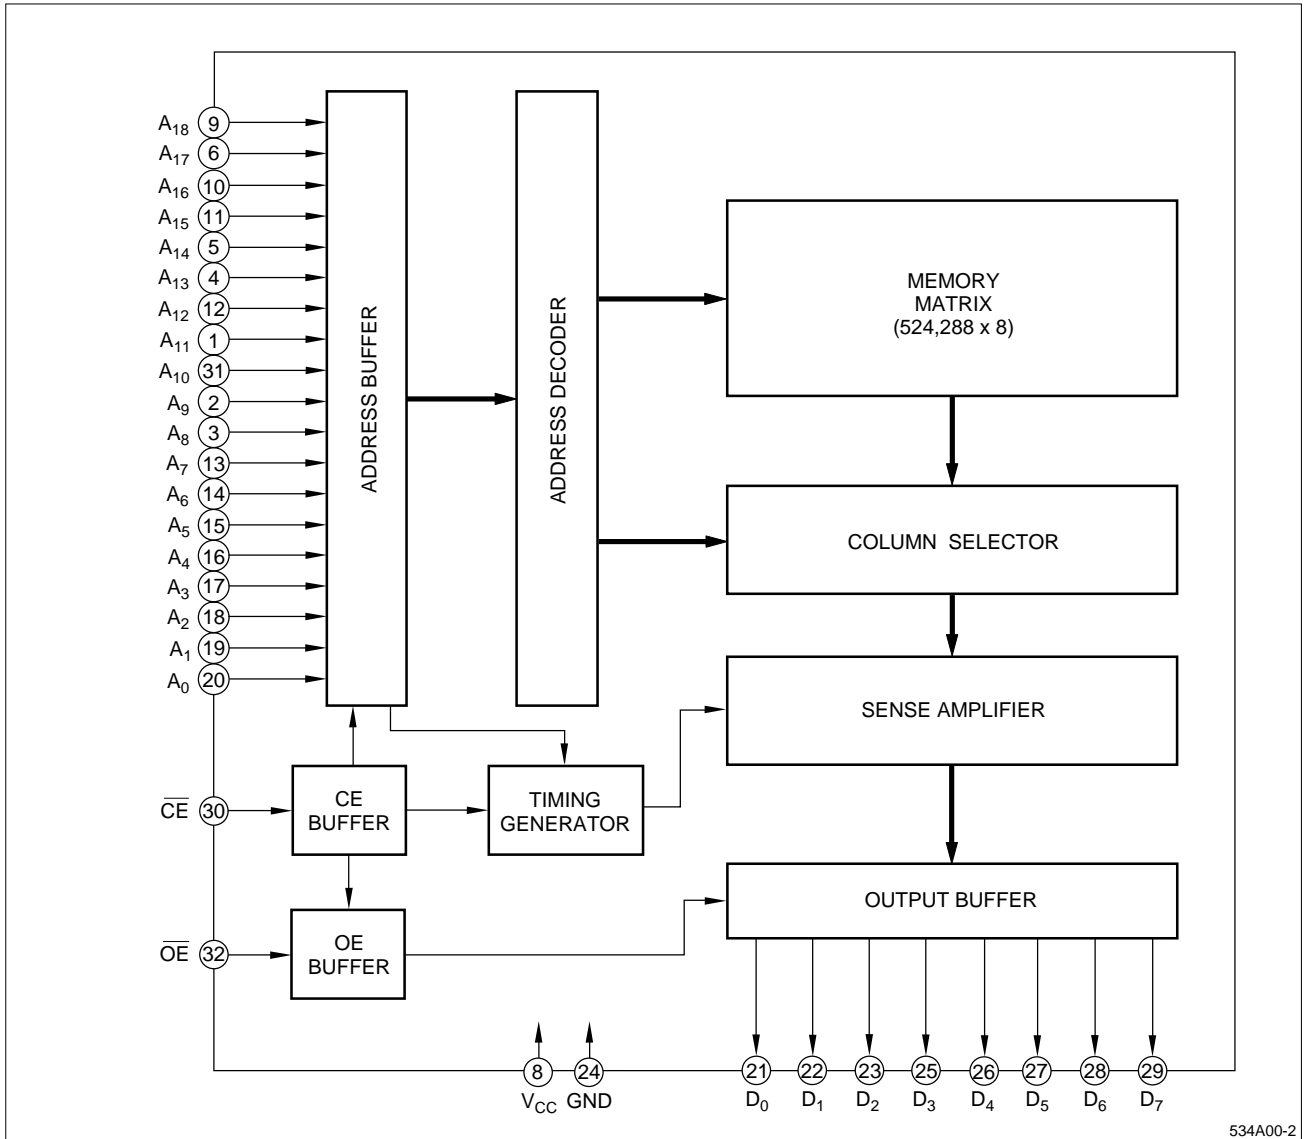 A18 9
A17 6
A16 10
A15 11
A14 5
A13 4
A12 12
A11 1
A10 31
A9 2
A8 3
A7 13
A6 14
A5 15
A4 16
A3 17
A2 18
A1 19
A0 20
ADDRESS BUFFER
ADDRESS DECODER
MEMORY
MATRIX
(524,288 x 8)
COLUMN SELECTOR
SENSE AMPLIFIER
CE 30
CE
BUFFER
TIMING
GENERATOR
OUTPUT BUFFER
OE 32
OE
BUFFER
8 24 21 22 23 25 26 27 28 29
VCC GND D0 D1 D2 D3 D4 D5 D6 D7
534A00-2